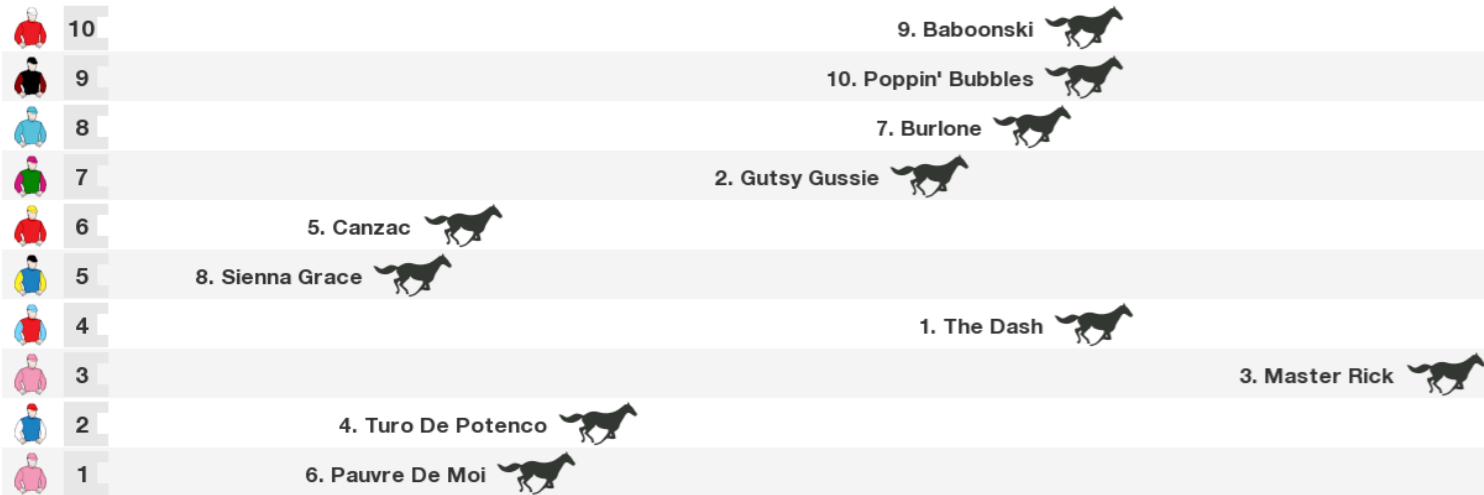 10 9. Baboonski
9 10. Poppin' Bubbles
8 7. Burlone
7 2. Gutsy Gussie
6 5. Canzac
5 8. Sienna Grace
4 1. The Dash
3 3. Master Rick
2 4. Turo De Potenco
1 6. Pauvre De Moi